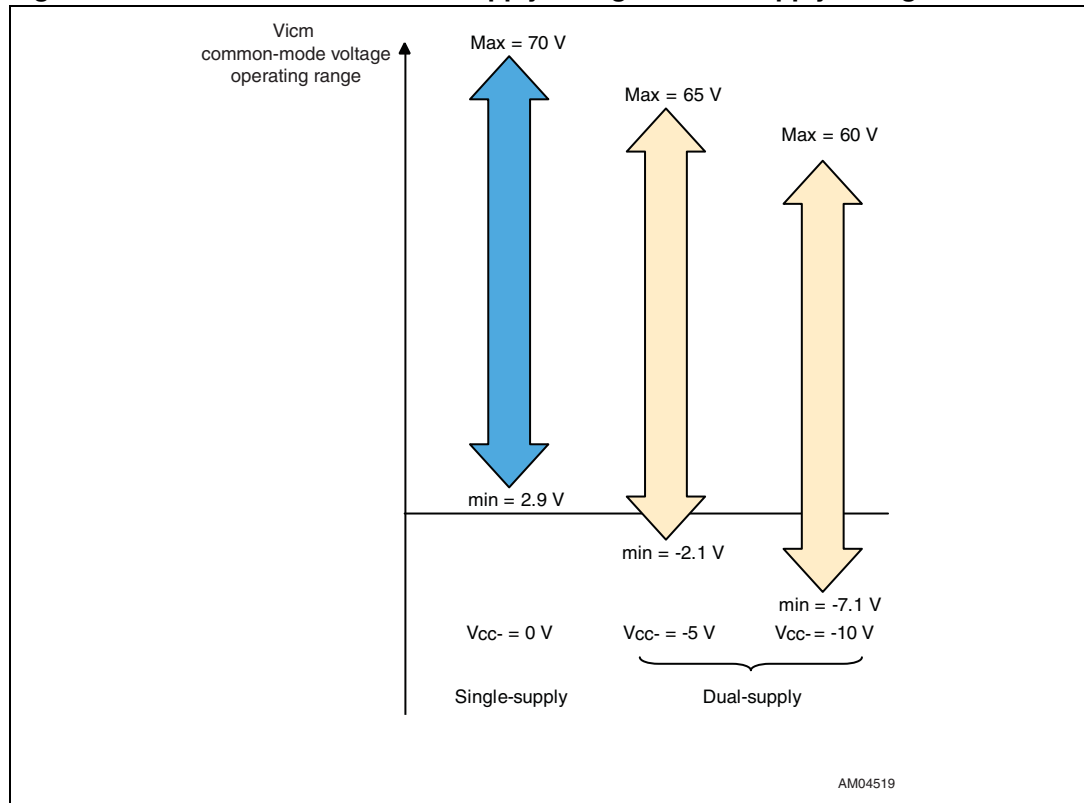 Vicm
common-mode voltage
operating range
Max = 70 V
Max = 65 V
Max = 60 V
min = 2.9 V
min = -2.1 V
min = -7.1 V
Vcc- = 0 V
Vcc- = -5 V
Vcc- = -10 V
Single-supply
Dual-supply
AM04519